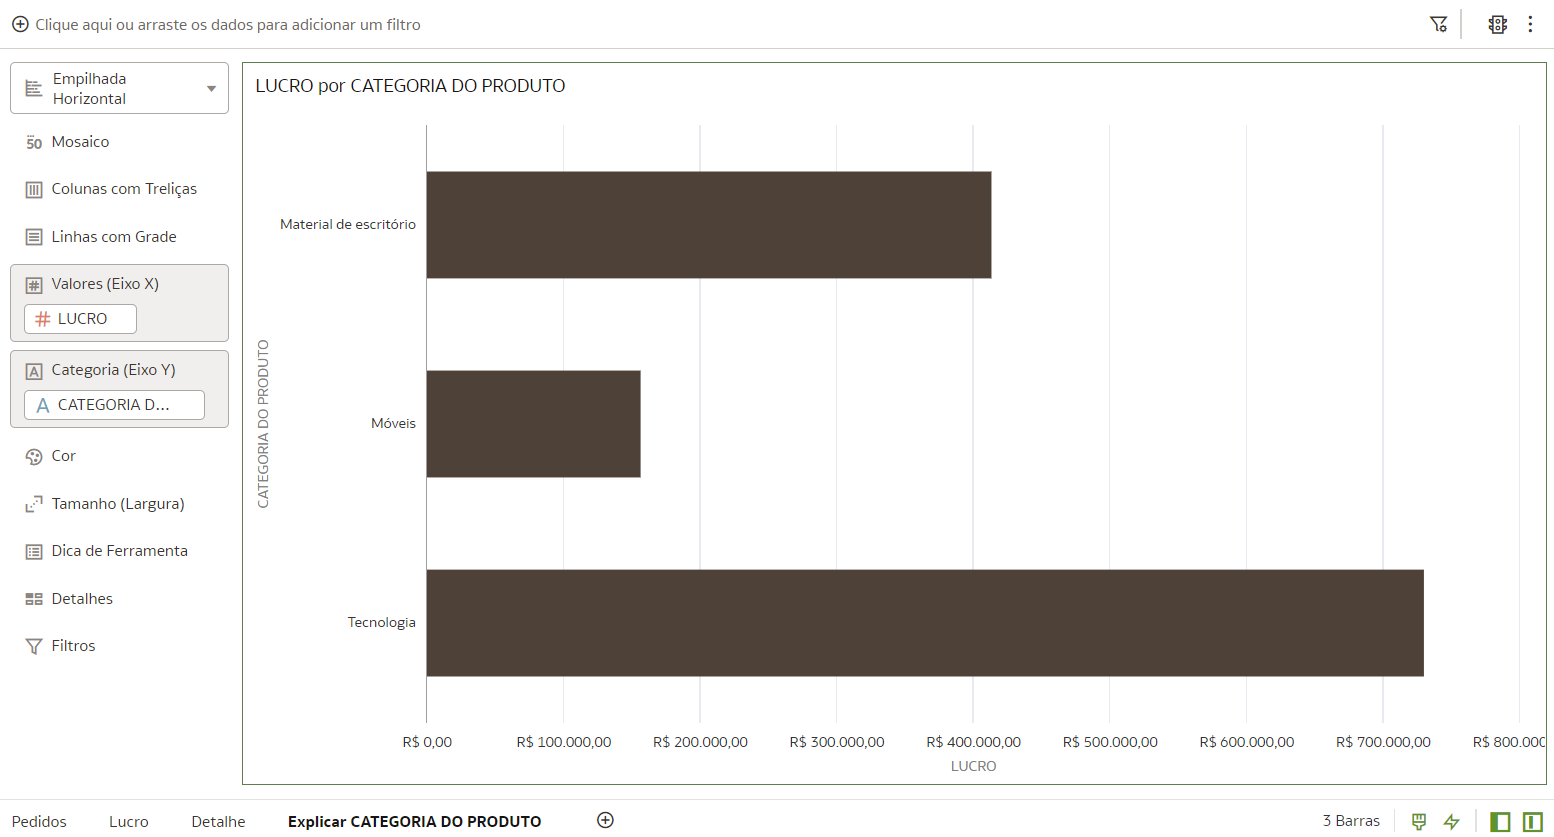 Clique aqui ou arraste os dados para adicionar um filtro
Empilhada
Horizontal
50 Mosaico
Colunas com Treliças
Linhas com Grade
# Valores (Eixo X)
# LUCRO
A Categoria (Eixo Y)
A CATEGORIA D...
Cor
Tamanho (Largura)
Dica de Ferramenta
Detalhes
Filtros
LUCRO por CATEGORIA DO PRODUTO
CATEGORIA DO PRODUTO
Material de escritório
Móveis
Tecnologia
R$ 0,00 R$ 100.000,00 R$ 200.000,00 R$ 300.000,00 R$ 400.000,00 R$ 500.000,00 R$ 600.000,00 R$ 700.000,00 R$ 800.000
LUCRO
Pedidos Lucro Detalhe Explicar CATEGORIA DO PRODUTO 3 Barras